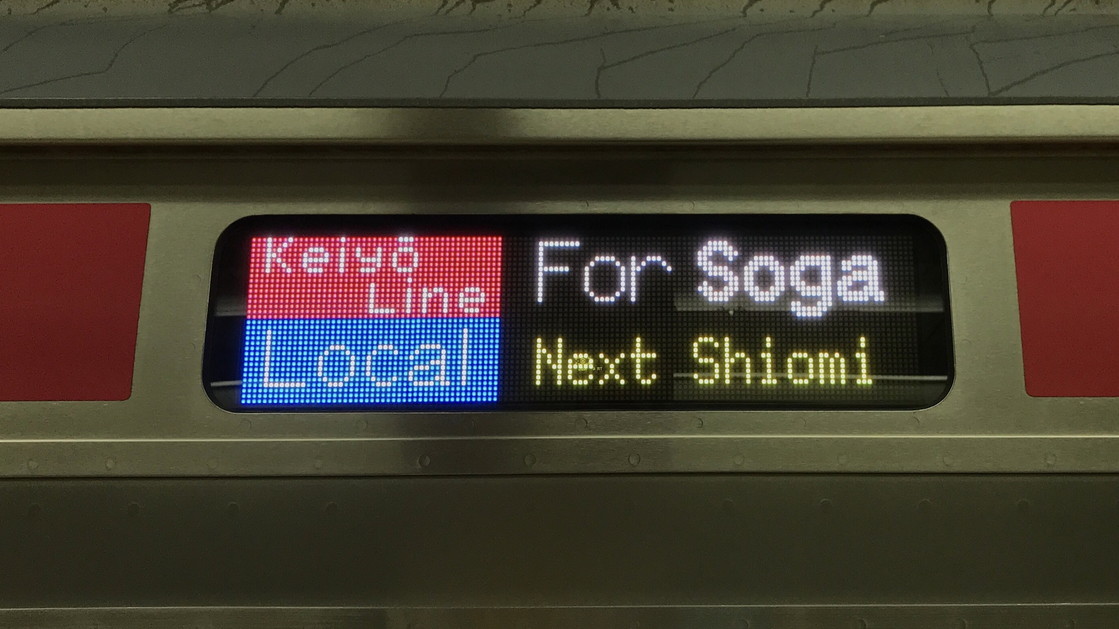 Keiyō
Line
Local
For Soga
Next Shiomi